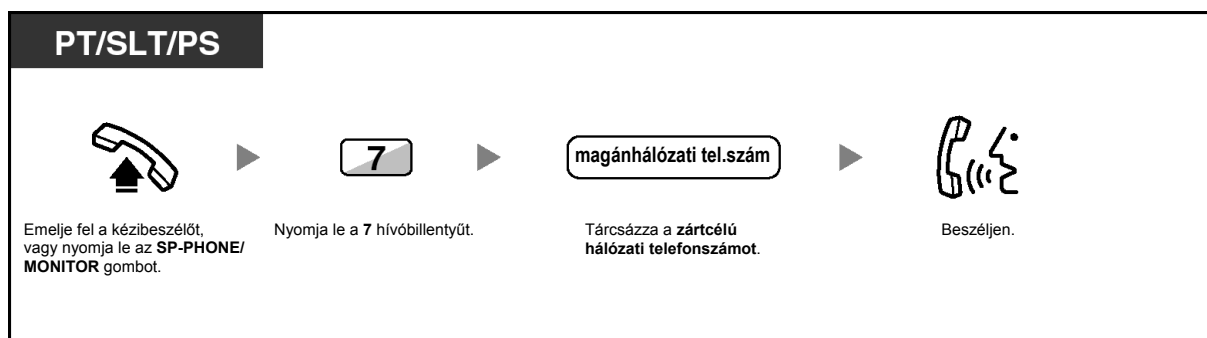 PT/SLT/PS
7
magánhálózati tel.szám
Emelje fel a kézibeszélőt,
vagy nyomja le az SP-PHONE/
MONITOR gombot.
Nyomja le a 7 hívóbillentyűt.
Tárcsázza a zártcélú
hálózati telefonszámot.
Beszéljen.